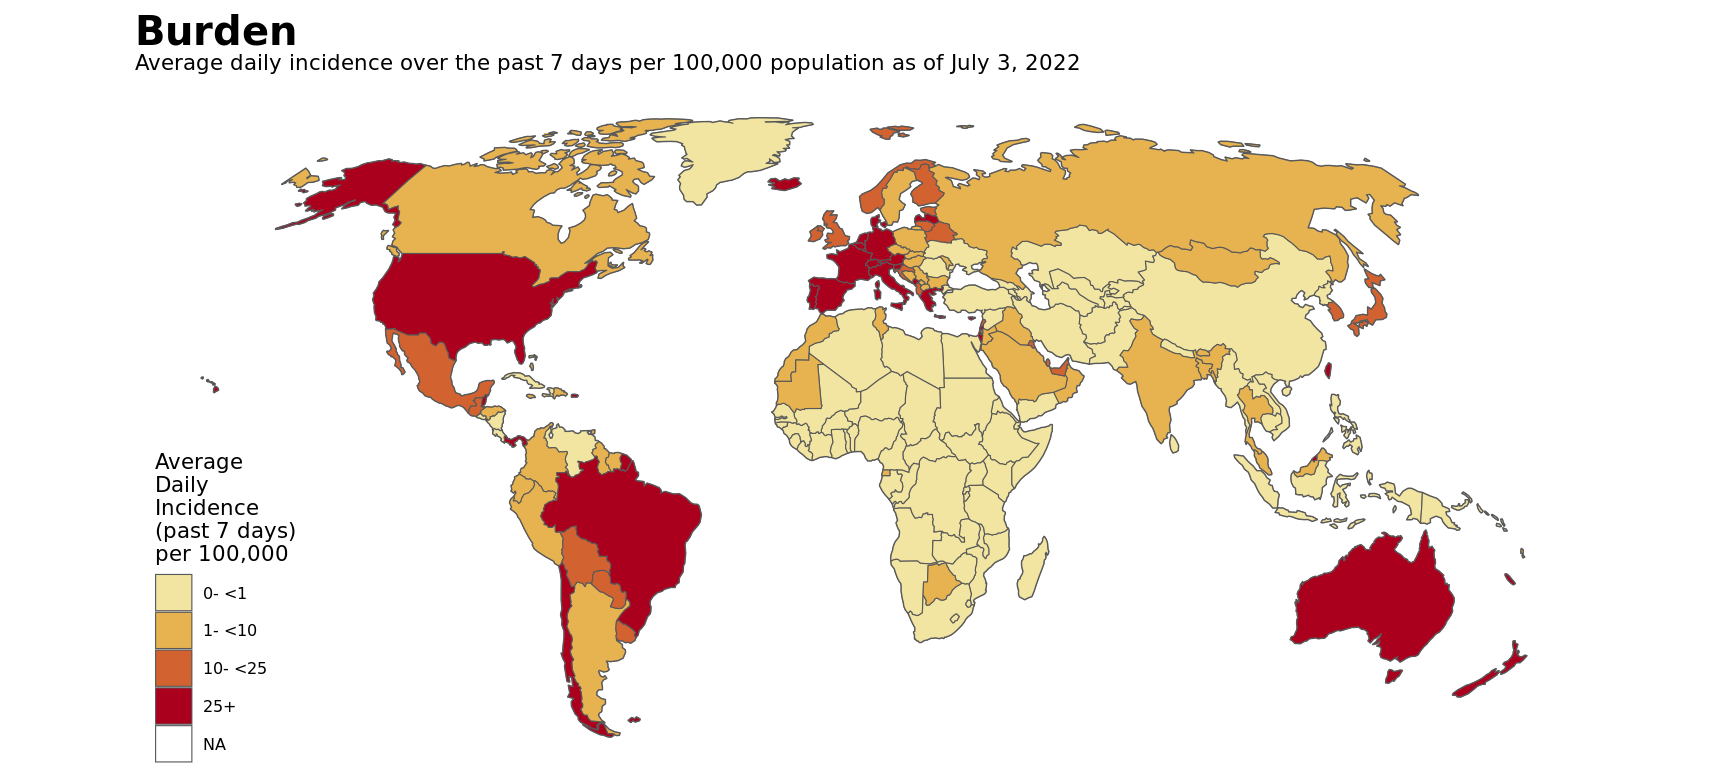 Burden
Average daily incidence over the past 7 days per 100,000 population as of July 3, 2022
Average
Daily
Incidence
(past 7 days)
per 100,000
0- <1
1- <10
10- <25
25+
NA